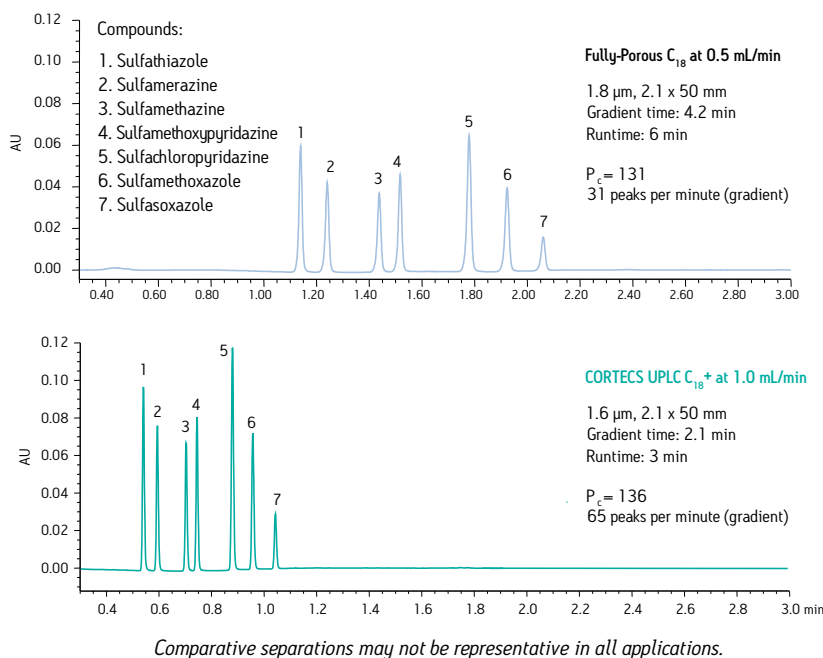 Compounds:
1. Sulfathiazole
2. Sulfamerazine
3. Sulfamethazine
4. Sulfamethoxypyridazine
5. Sulfachloropyridazine
6. Sulfamethoxazole
7. Sulfasoxazole
Fully-Porous C18 at 0.5 mL/min
1.8 µm, 2.1 x 50 mm
Gradient time: 4.2 min
Runtime: 6 min
Pc = 131
31 peaks per minute (gradient)
AU
0.12
0.10
0.08
0.06
0.04
0.02
0.00
1
2
3
4
5
6
7
0.40 0.60 0.80 1.00 1.20 1.40 1.60 1.80 2.00 2.20 2.40 2.60 2.80 3.00
CORTECS UPLC C18+ at 1.0 mL/min
1.6 µm, 2.1 x 50 mm
Gradient time: 2.1 min
Runtime: 3 min
Pc = 136
65 peaks per minute (gradient)
AU
0.12
0.10
0.08
0.06
0.04
0.02
0.00
1
2
3
4
5
6
7
0.4 0.6 0.8 1.0 1.2 1.4 1.6 1.8 2.0 2.2 2.4 2.6 2.8 3.0 min
Comparative separations may not be representative in all applications.